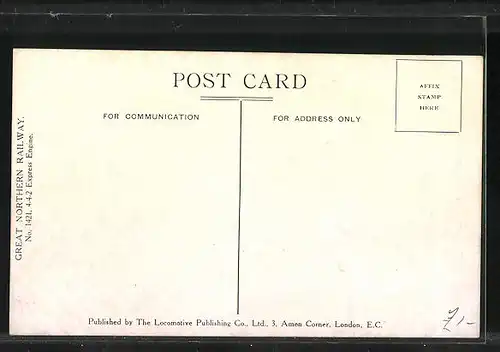 POST CARD
AFFIX
STAMP
HERE
FOR COMMUNICATION
FOR ADDRESS ONLY
GREAT NORTHERN RAILWAY.
No. 1421, 4-4-2 Express Engine.
Published by The Locomotive Publishing Co., Ltd., 3, Amen Corner, London, E.C.